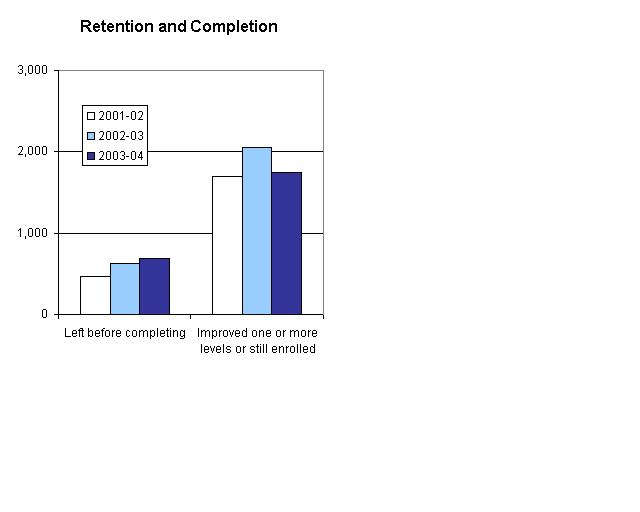 Retention and Completion
3,000
2001-02
2002-03
2,000
2003-04
1,000
0
Left before completing
Improved one or more
levels or still enrolled